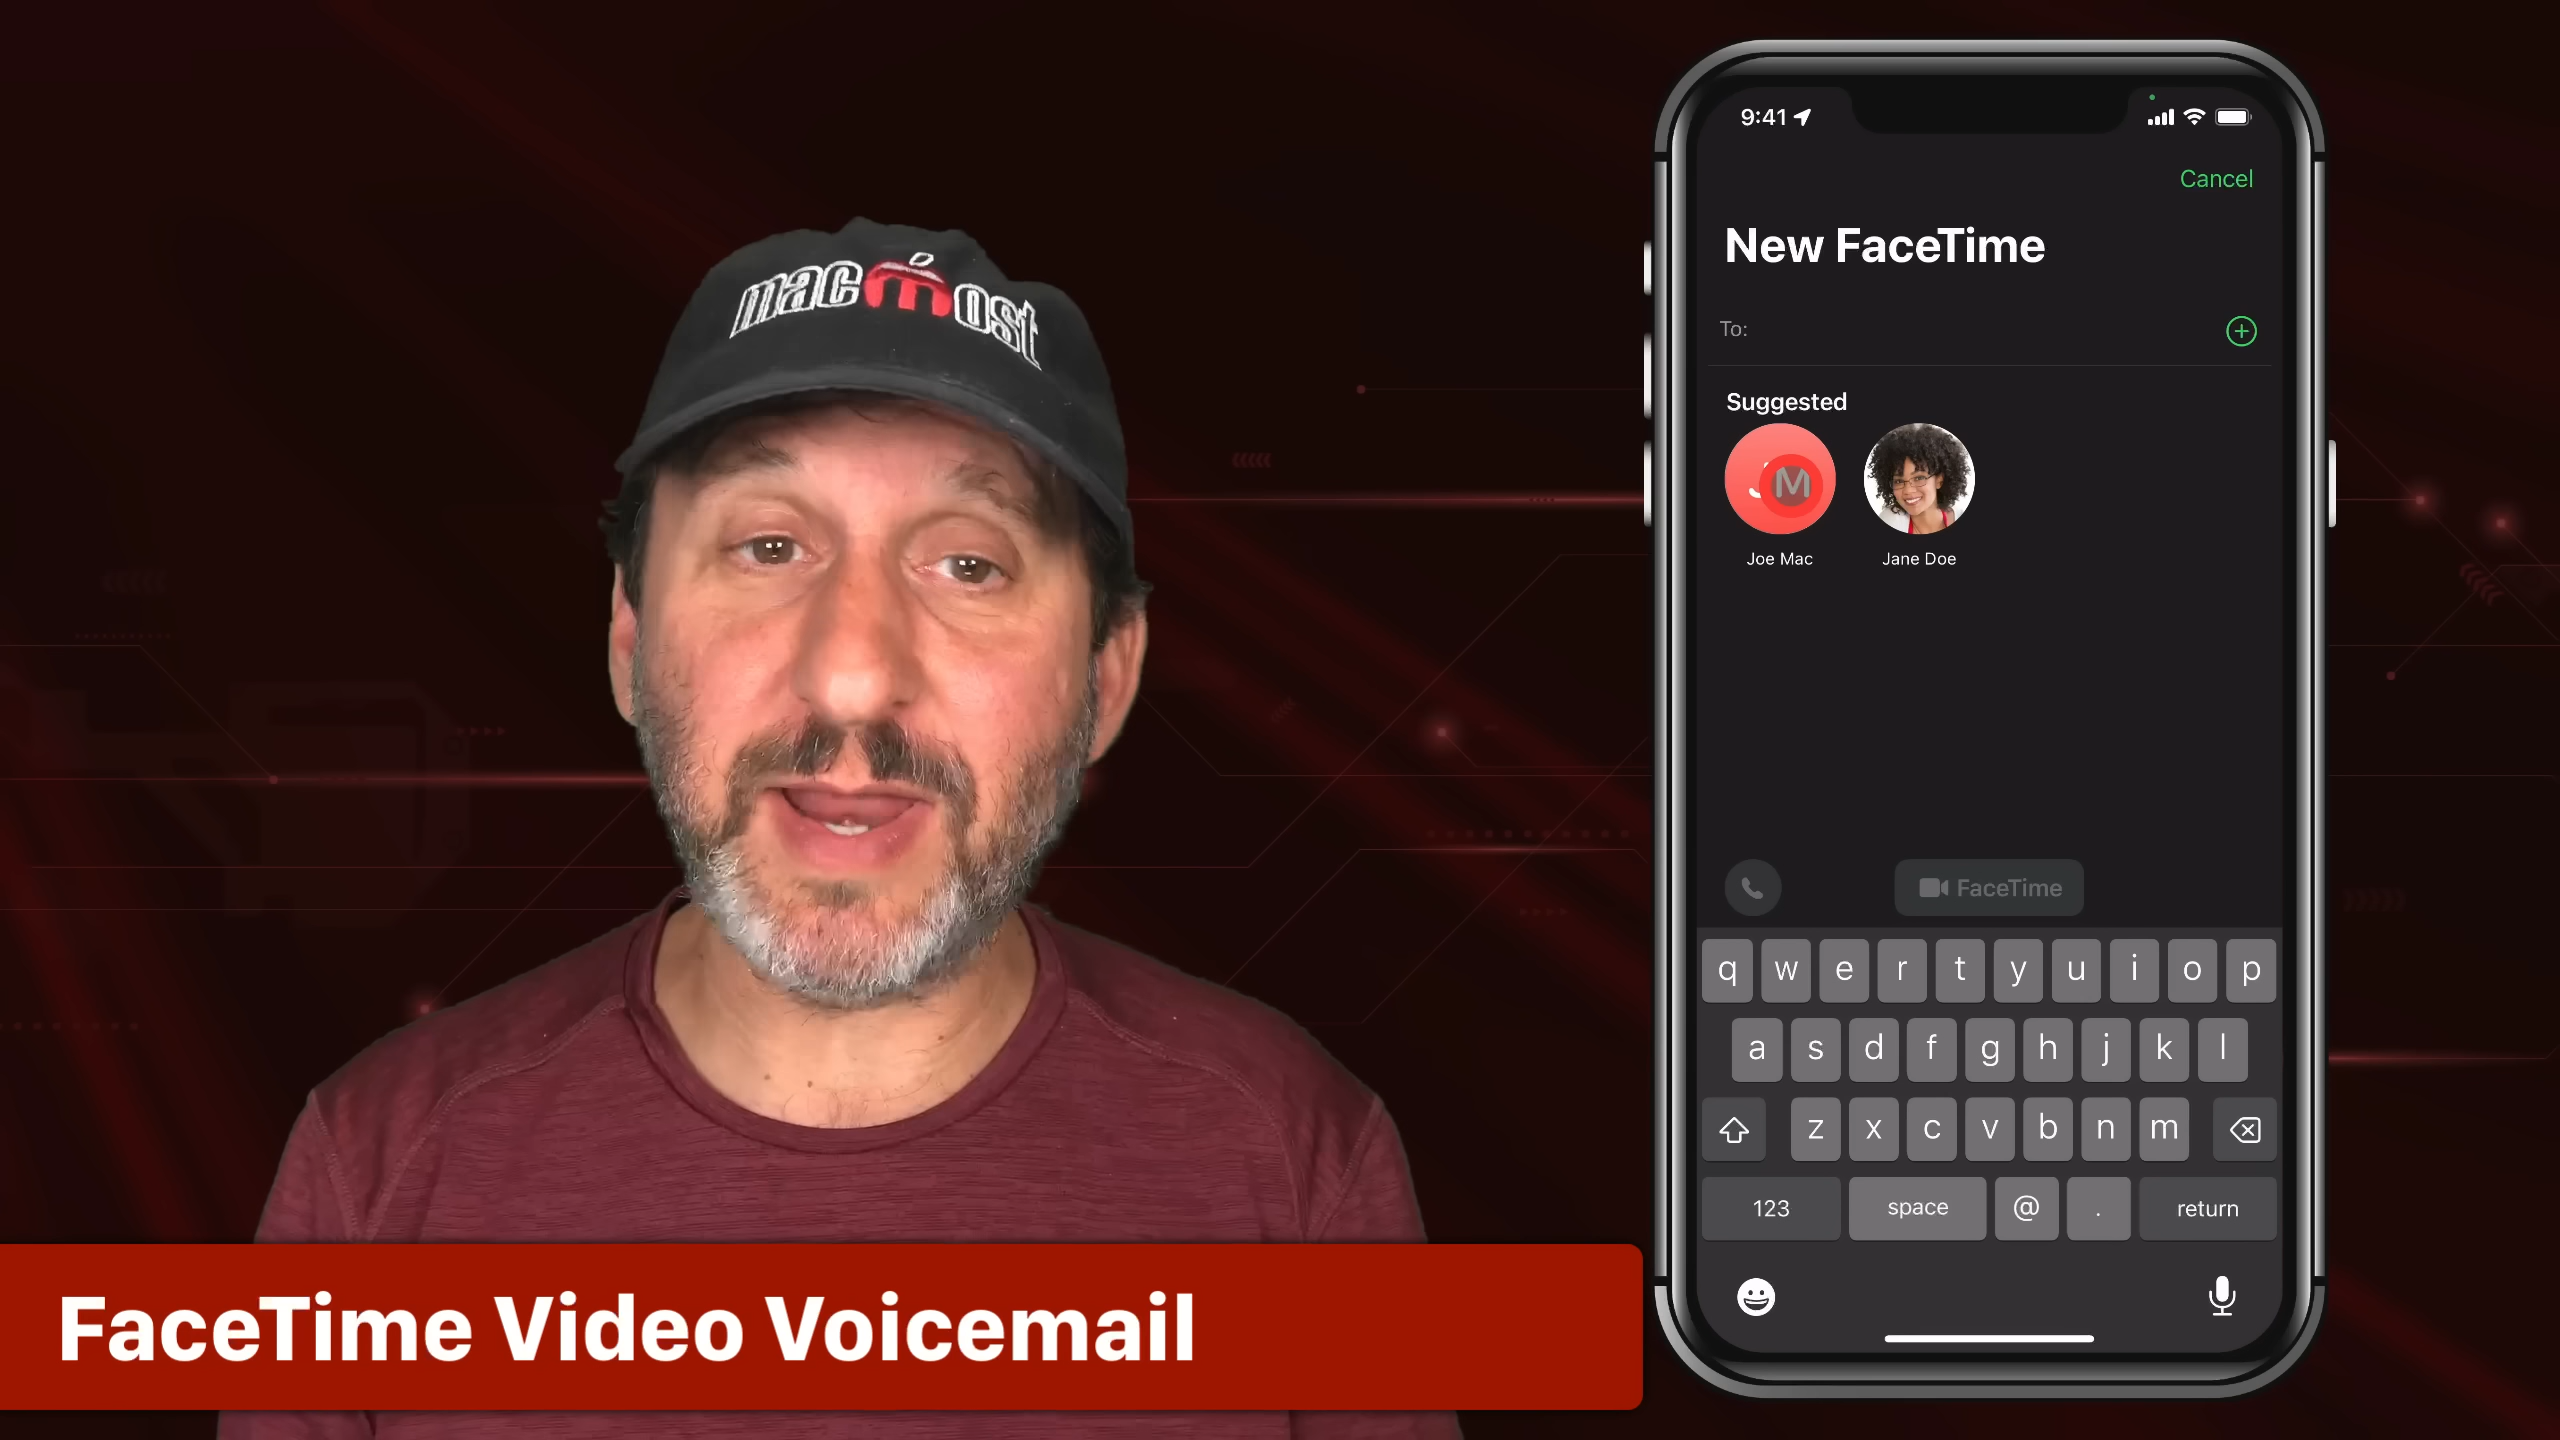 macmost
9:41
Cancel
New FaceTime
To:
Suggested
JM
Joe Mac
Jane Doe
FaceTime
q w e r t y u i o p
a s d f g h j k l
z x c v b n m
123 space @ . return
FaceTime Video Voicemail